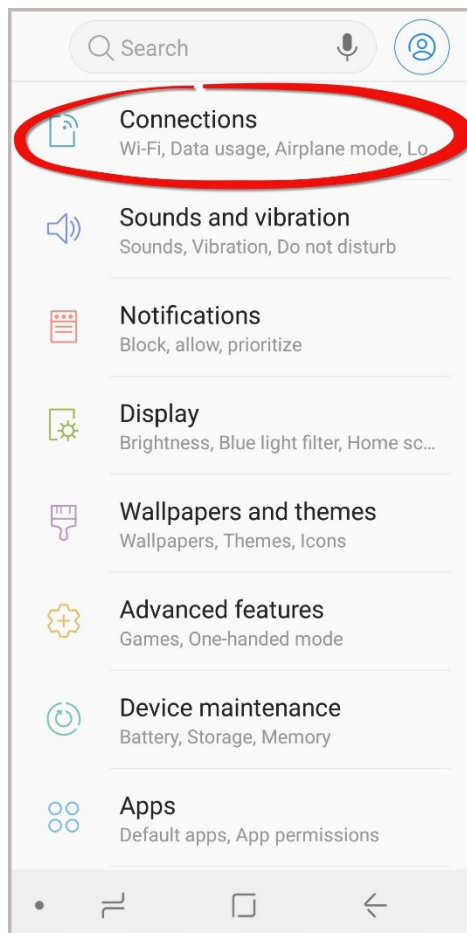 Search
Connections
Wi-Fi, Data usage, Airplane mode, Lo...
Sounds and vibration
Sounds, Vibration, Do not disturb
Notifications
Block, allow, prioritize
Display
Brightness, Blue light filter, Home sc...
Wallpapers and themes
Wallpapers, Themes, Icons
Advanced features
Games, One-handed mode
Device maintenance
Battery, Storage, Memory
Apps
Default apps, App permissions